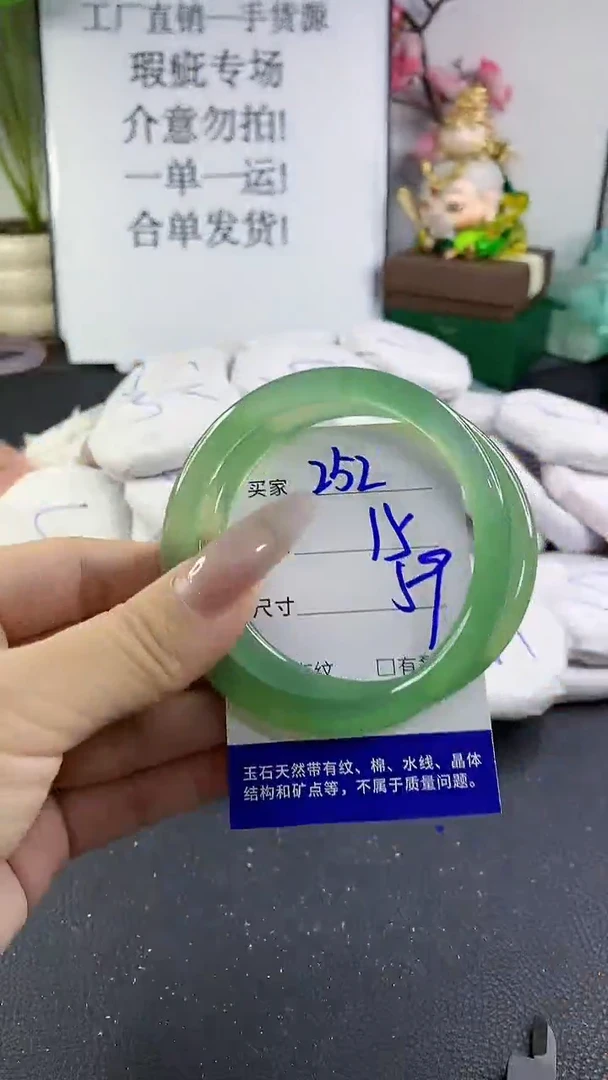 工厂直销一手货源
瑕疵专场
介意勿拍!
一单一运!
合单发货!
买家 252
15
59
尺寸
纹 □有
玉石天然带有纹、棉、水线、晶体
结构和矿点等，不属于质量问题。